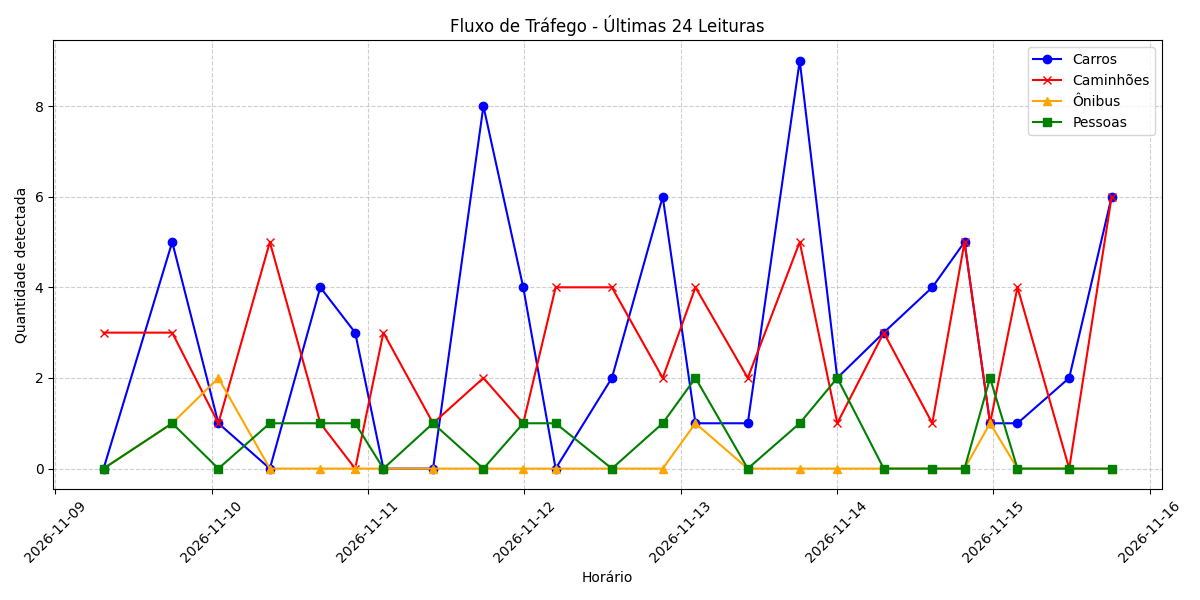 Fluxo de Tráfego - Últimas 24 Leituras
Carros
Caminhões
Ônibus
Pessoas
Quantidade detectada
8
6
4
2
0
2026-11-09
2026-11-10
2026-11-11
2026-11-12
2026-11-13
2026-11-14
2026-11-15
2026-11-16
Horário